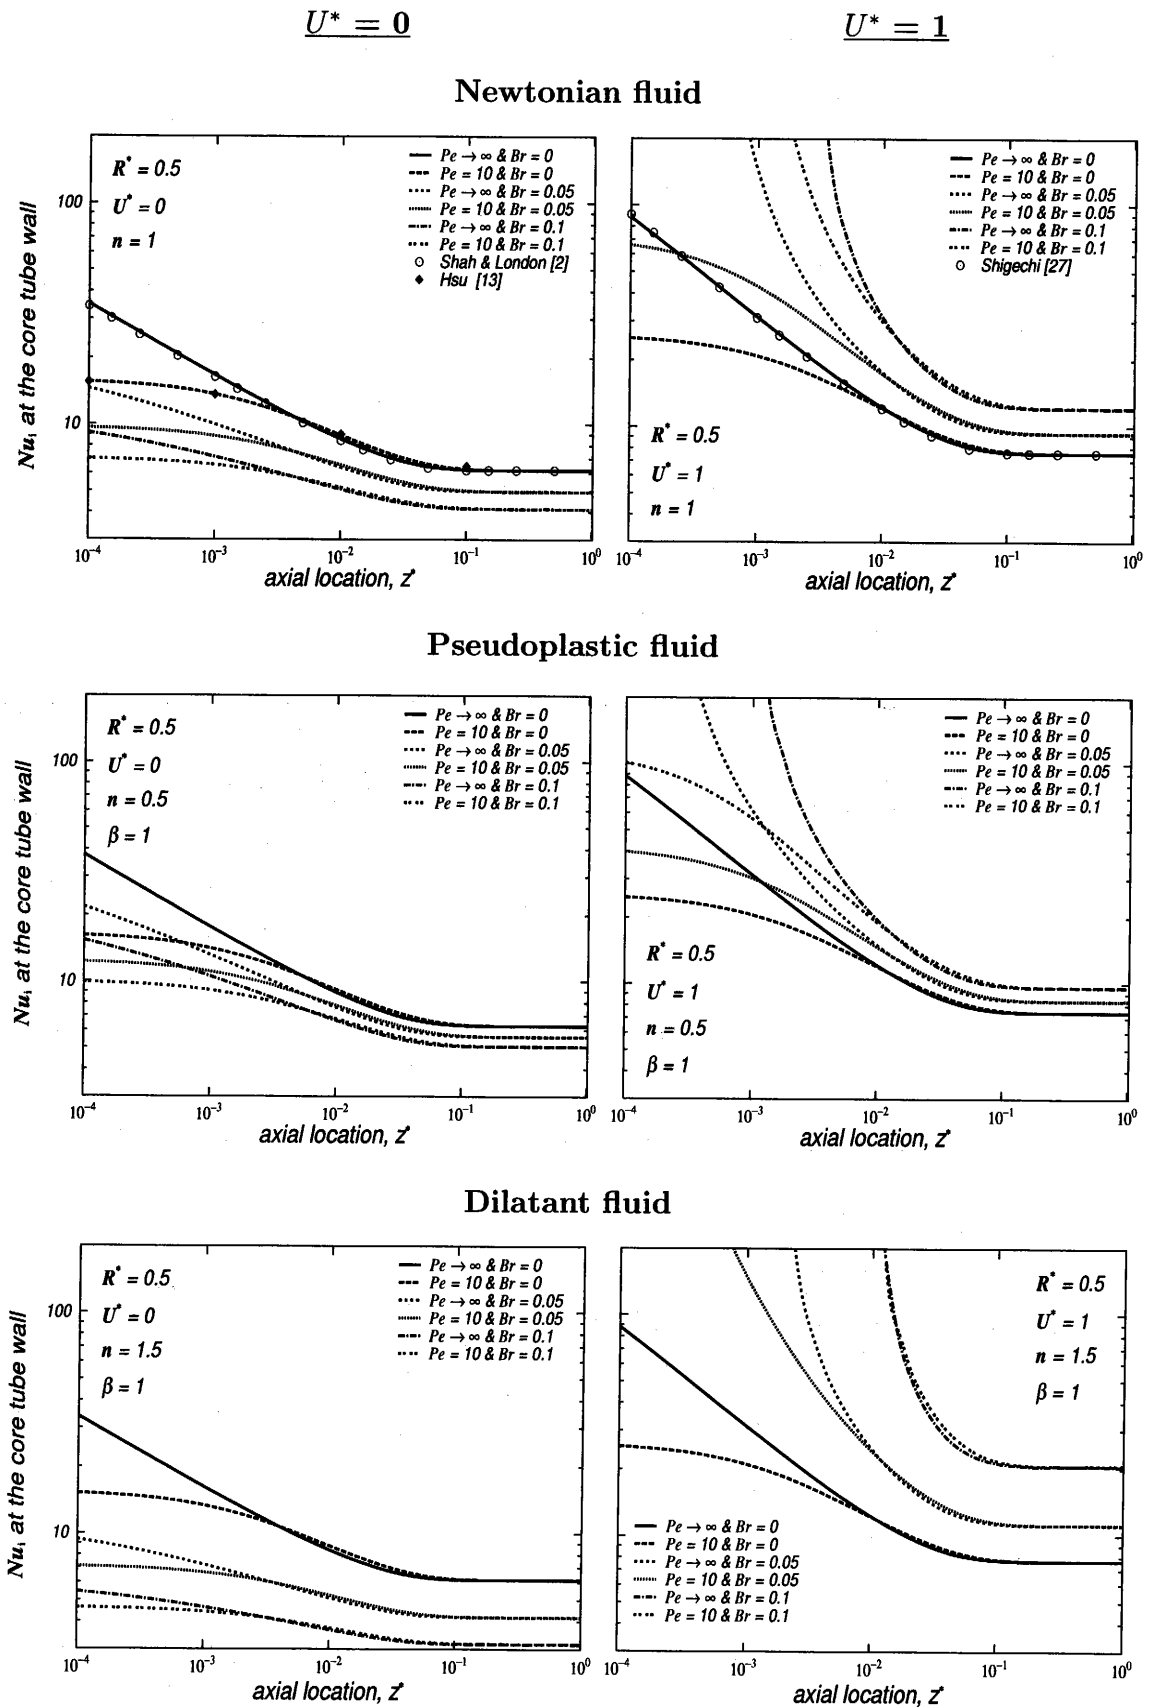 U* = 0
U* = 1
Newtonian fluid
R* = 0.5
U* = 0
n = 1
Pe → ∞ & Br = 0
Pe = 10 & Br = 0
Pe → ∞ & Br = 0.05
Pe = 10 & Br = 0.05
Pe → ∞ & Br = 0.1
Pe = 10 & Br = 0.1
Shah & London [2]
Hsu [13]
100
10
Nuᵢ at the core tube wall
10⁻⁴ 10⁻³ 10⁻² 10⁻¹ 10⁰
axial location, z*
Pe → ∞ & Br = 0
Pe = 10 & Br = 0
Pe → ∞ & Br = 0.05
Pe = 10 & Br = 0.05
Pe → ∞ & Br = 0.1
Pe = 10 & Br = 0.1
Shigechi [27]
R* = 0.5
U* = 1
n = 1
10⁻⁴ 10⁻³ 10⁻² 10⁻¹ 10⁰
axial location, z*
Pseudoplastic fluid
R* = 0.5
U* = 0
n = 0.5
β = 1
Pe → ∞ & Br = 0
Pe = 10 & Br = 0
Pe → ∞ & Br = 0.05
Pe = 10 & Br = 0.05
Pe → ∞ & Br = 0.1
Pe = 10 & Br = 0.1
100
10
Nuᵢ at the core tube wall
10⁻⁴ 10⁻³ 10⁻² 10⁻¹ 10⁰
axial location, z*
Pe → ∞ & Br = 0
Pe = 10 & Br = 0
Pe → ∞ & Br = 0.05
Pe = 10 & Br = 0.05
Pe → ∞ & Br = 0.1
Pe = 10 & Br = 0.1
R* = 0.5
U* = 1
n = 0.5
β = 1
10⁻⁴ 10⁻³ 10⁻² 10⁻¹ 10⁰
axial location, z*
Dilatant fluid
R* = 0.5
U* = 0
n = 1.5
β = 1
Pe → ∞ & Br = 0
Pe = 10 & Br = 0
Pe → ∞ & Br = 0.05
Pe = 10 & Br = 0.05
Pe → ∞ & Br = 0.1
Pe = 10 & Br = 0.1
100
10
Nuᵢ at the core tube wall
10⁻⁴ 10⁻³ 10⁻² 10⁻¹ 10⁰
axial location, z*
R* = 0.5
U* = 1
n = 1.5
β = 1
Pe → ∞ & Br = 0
Pe = 10 & Br = 0
Pe → ∞ & Br = 0.05
Pe = 10 & Br = 0.05
Pe → ∞ & Br = 0.1
Pe = 10 & Br = 0.1
10⁻⁴ 10⁻³ 10⁻² 10⁻¹ 10⁰
axial location, z*